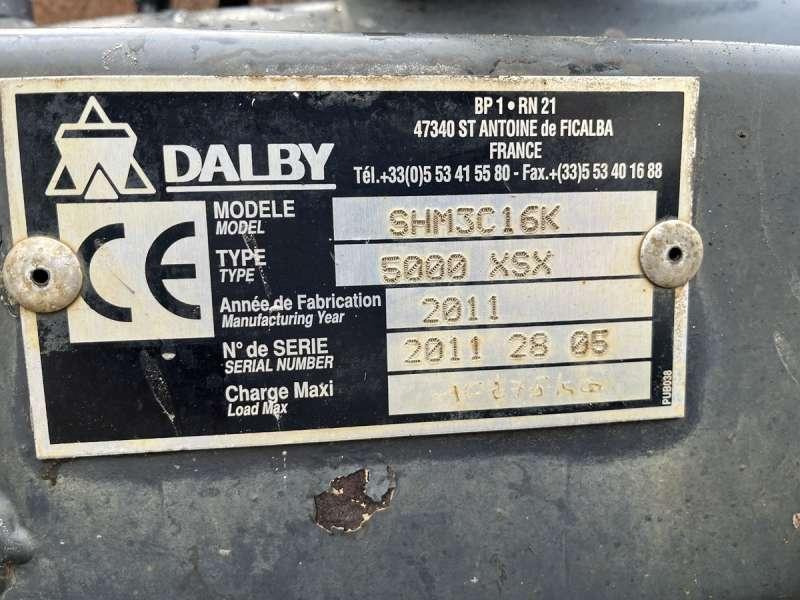 BP 1 • RN 21
47340 ST ANTOINE de FICALBA
FRANCE
Tél.+33(0)5 53 41 55 80 - Fax.+(33)5 53 40 16 88
DALBY
CE
MODELE SHM3C16K
MODEL
TYPE 5000 XSX
TYPE
Année de Fabrication 2011
Manufacturing Year
N° de SERIE 2011 28 05
SERIAL NUMBER
Charge Maxi
Load Max
PUB038